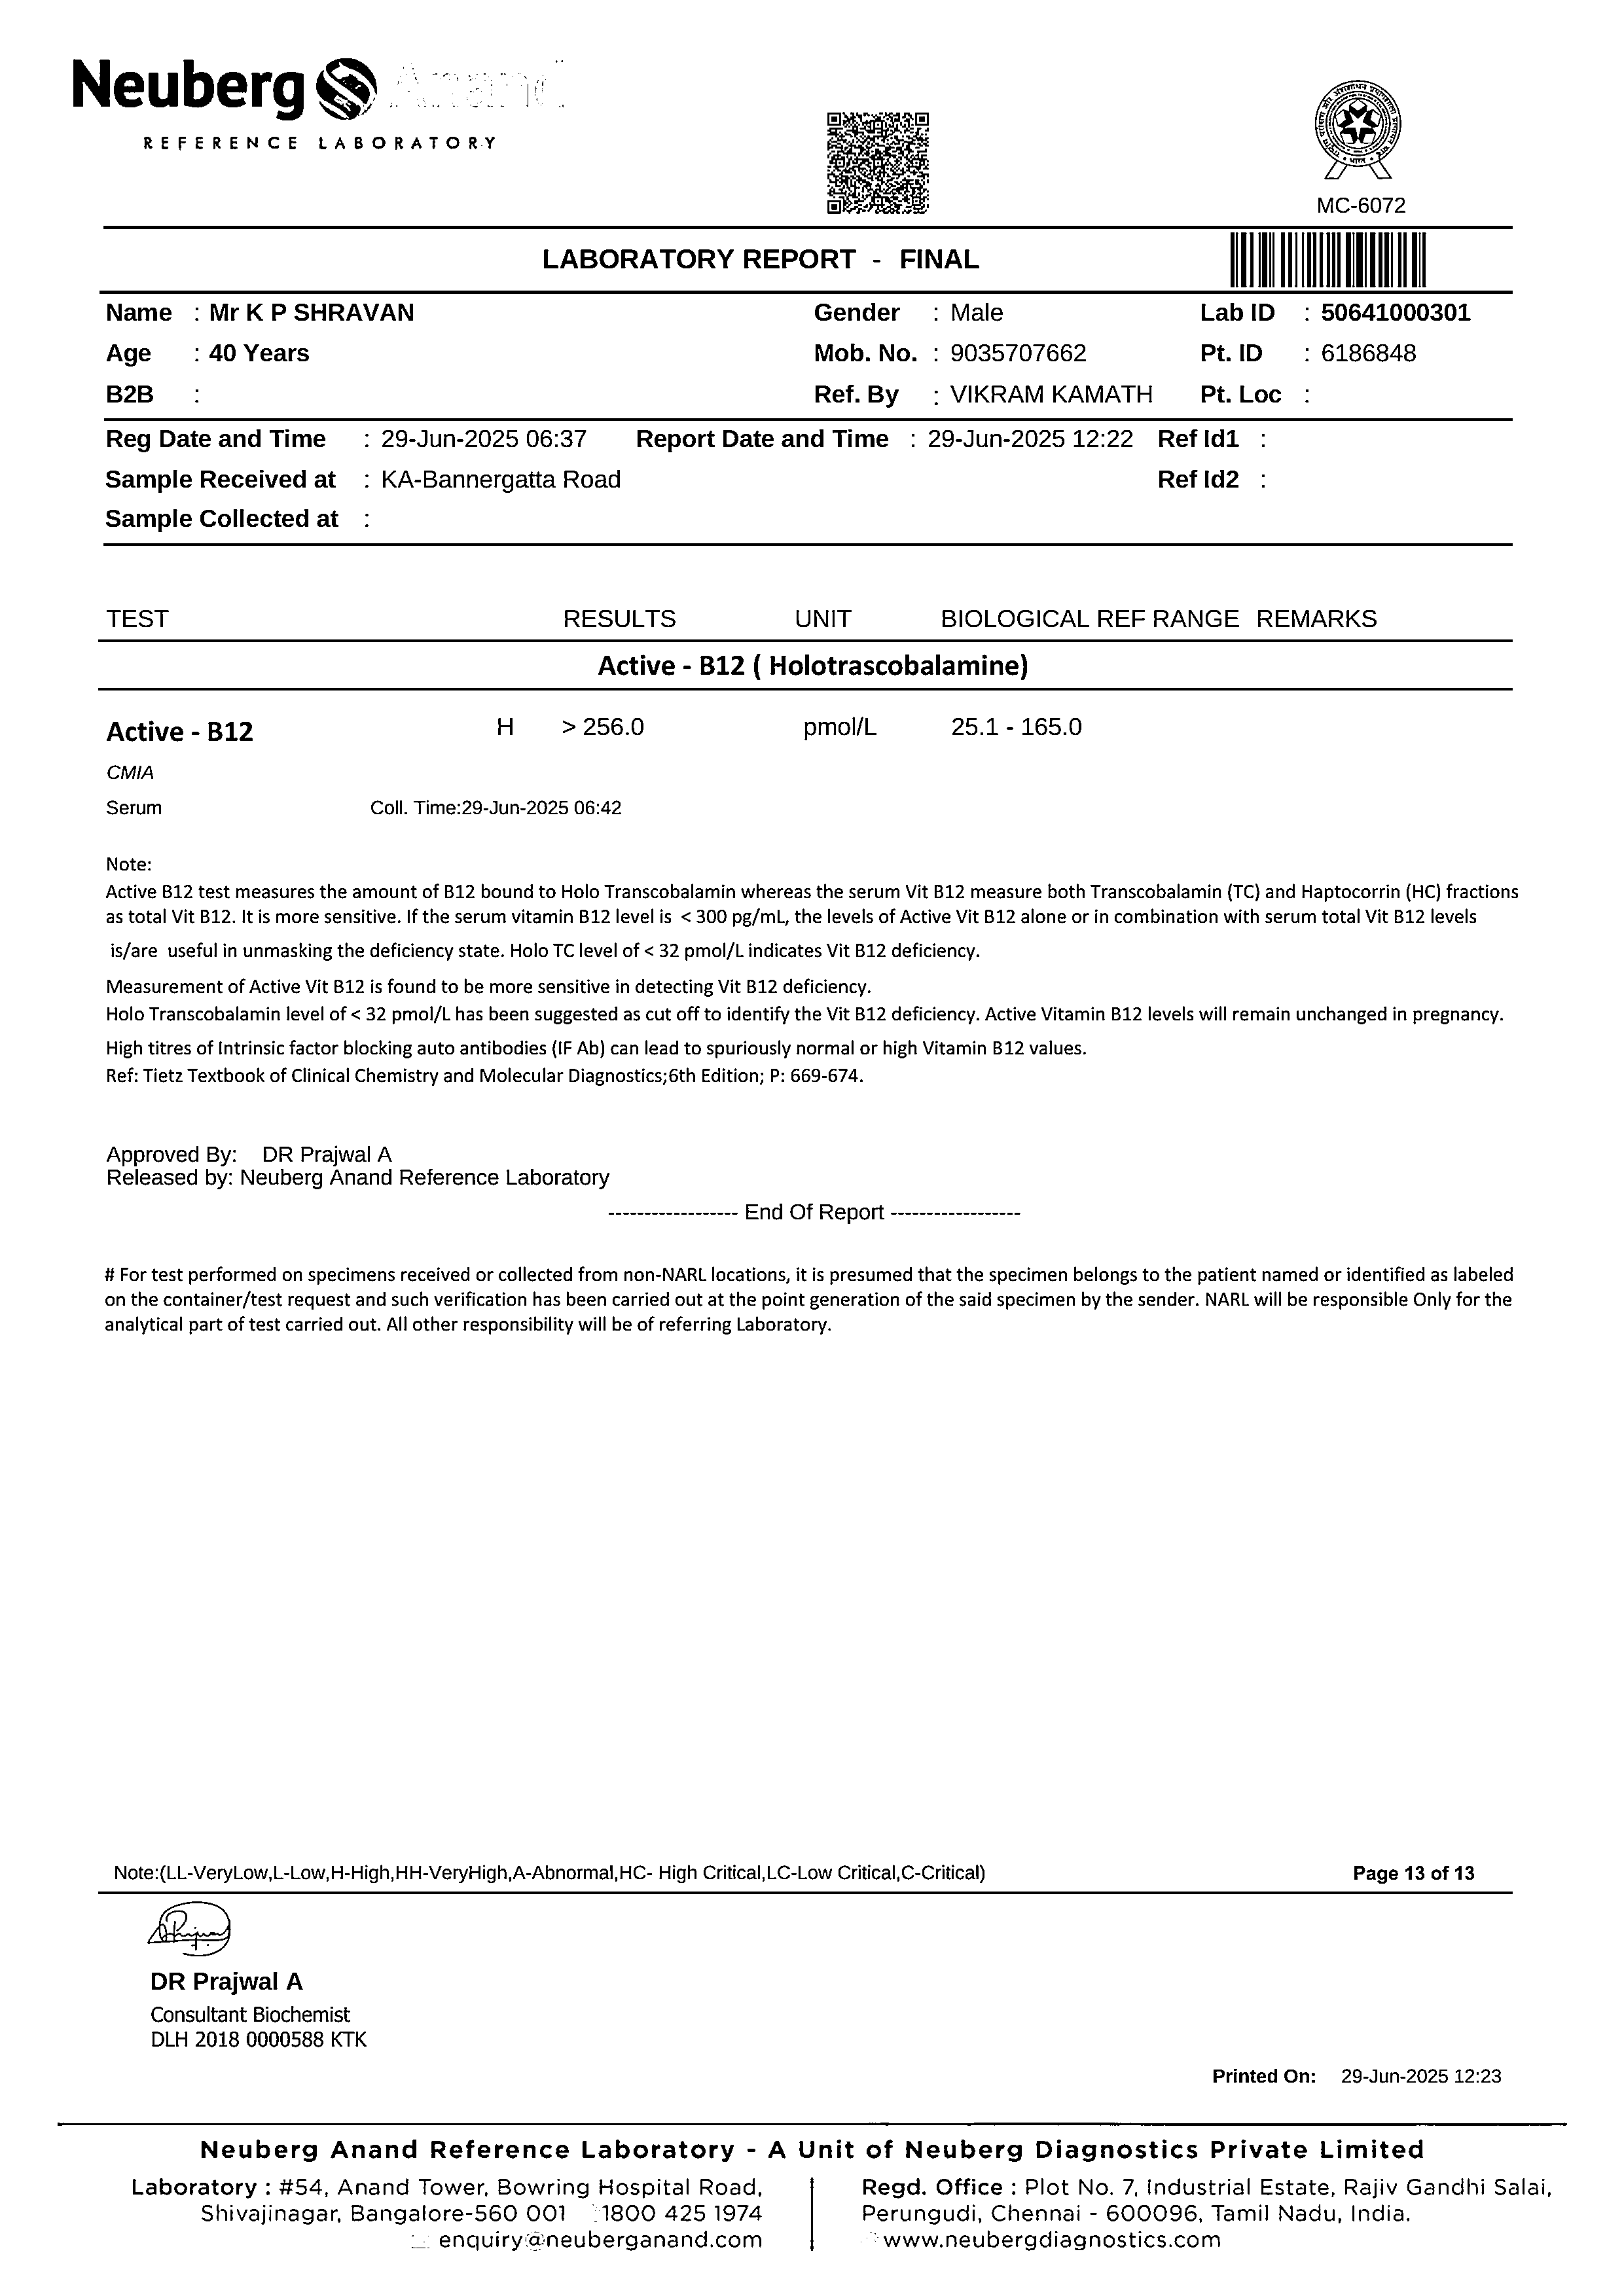 Neuberg Anand
REFERENCE LABORATORY
MC-6072
LABORATORY REPORT - FINAL
Name : Mr K P SHRAVAN Gender : Male Lab ID : 50641000301
Age : 40 Years Mob. No. : 9035707662 Pt. ID : 6186848
B2B : Ref. By : VIKRAM KAMATH Pt. Loc :
Reg Date and Time : 29-Jun-2025 06:37 Report Date and Time : 29-Jun-2025 12:22 Ref Id1 :
Sample Received at : KA-Bannergatta Road Ref Id2 :
Sample Collected at :
TEST RESULTS UNIT BIOLOGICAL REF RANGE REMARKS
Active - B12 ( Holotrascobalamine)
Active - B12 H > 256.0 pmol/L 25.1 - 165.0
CMIA
Serum Coll. Time:29-Jun-2025 06:42
Note:
Active B12 test measures the amount of B12 bound to Holo Transcobalamin whereas the serum Vit B12 measure both Transcobalamin (TC) and Haptocorrin (HC) fractions
as total Vit B12. It is more sensitive. If the serum vitamin B12 level is < 300 pg/mL, the levels of Active Vit B12 alone or in combination with serum total Vit B12 levels
is/are useful in unmasking the deficiency state. Holo TC level of < 32 pmol/L indicates Vit B12 deficiency.
Measurement of Active Vit B12 is found to be more sensitive in detecting Vit B12 deficiency.
Holo Transcobalamin level of < 32 pmol/L has been suggested as cut off to identify the Vit B12 deficiency. Active Vitamin B12 levels will remain unchanged in pregnancy.
High titres of Intrinsic factor blocking auto antibodies (IF Ab) can lead to spuriously normal or high Vitamin B12 values.
Ref: Tietz Textbook of Clinical Chemistry and Molecular Diagnostics;6th Edition; P: 669-674.
Approved By: DR Prajwal A
Released by: Neuberg Anand Reference Laboratory
------------------ End Of Report ------------------
# For test performed on specimens received or collected from non-NARL locations, it is presumed that the specimen belongs to the patient named or identified as labeled
on the container/test request and such verification has been carried out at the point generation of the said specimen by the sender. NARL will be responsible Only for the
analytical part of test carried out. All other responsibility will be of referring Laboratory.
Note:(LL-VeryLow,L-Low,H-High,HH-VeryHigh,A-Abnormal,HC- High Critical,LC-Low Critical,C-Critical) Page 13 of 13
DR Prajwal A
Consultant Biochemist
DLH 2018 0000588 KTK
Printed On: 29-Jun-2025 12:23
Neuberg Anand Reference Laboratory - A Unit of Neuberg Diagnostics Private Limited
Laboratory : #54, Anand Tower, Bowring Hospital Road,
Shivajinagar, Bangalore-560 001 1800 425 1974
enquiry@neuberganand.com
Regd. Office : Plot No. 7, Industrial Estate, Rajiv Gandhi Salai,
Perungudi, Chennai - 600096, Tamil Nadu, India.
www.neubergdiagnostics.com